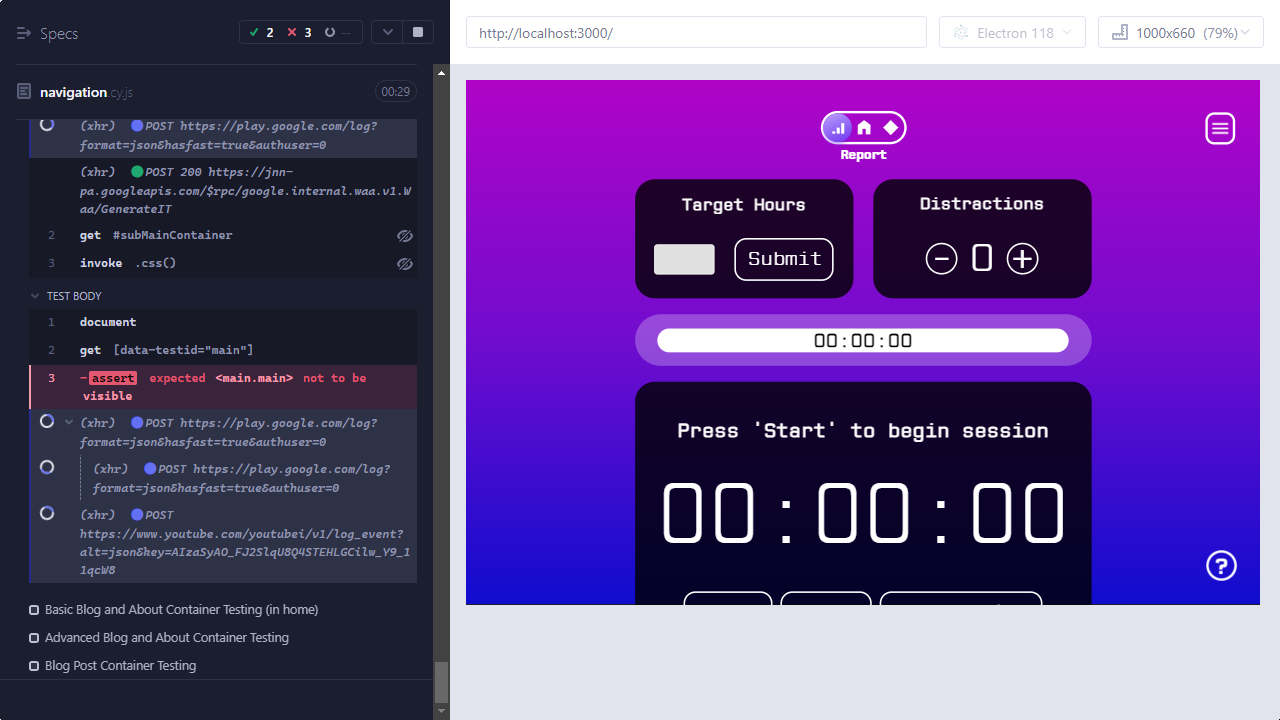 Specs
2
3
--
navigation.cy.js
00:29
(xhr) POST https://play.google.com/log?
format=json&hasfast=true&authuser=0
(xhr) POST 200 https://jnn-
pa.googleapis.com/$rpc/google.internal.waa.v1.W
aa/GenerateIT
2 get #subMainContainer
3 invoke .css()
TEST BODY
1 document
2 get [data-testid="main"]
3 -assert expected <main.main> not to be
visible
(xhr) POST https://play.google.com/log?
format=json&hasfast=true&authuser=0
(xhr) POST https://play.google.com/log?
format=json&hasfast=true&authuser=0
(xhr) POST
https://www.youtube.com/youtubei/v1/log_event?
alt=json&key=AIzaSyAO_FJ2SlqU8Q4STEHLGCilw_Y9_1
1qcW8
Basic Blog and About Container Testing (in home)
Advanced Blog and About Container Testing
Blog Post Container Testing
http://localhost:3000/
Electron 118
1000x660 (79%)
Report
Target Hours
Submit
Distractions
0
00:00:00
Press 'Start' to begin session
00:00:00
?